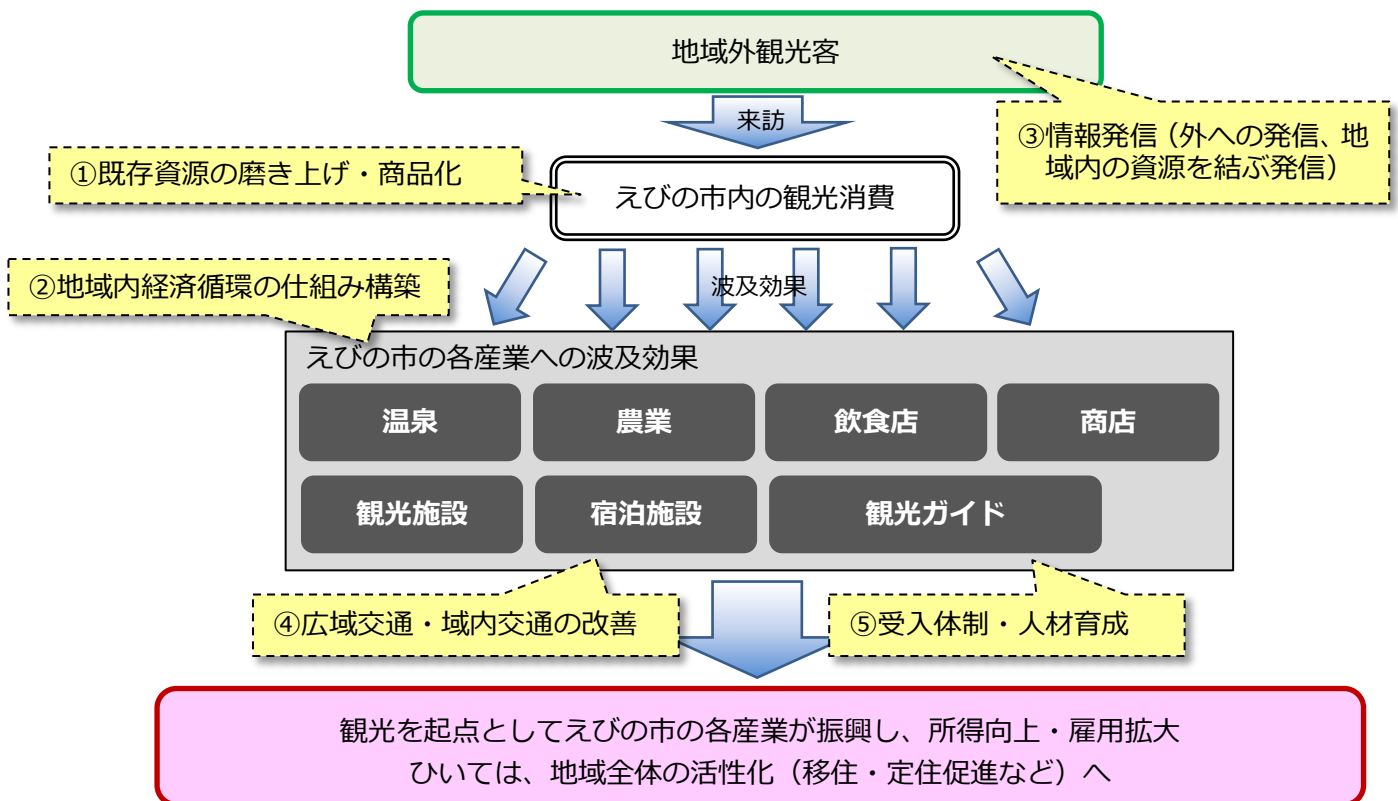 地域外観光客
来訪
③情報発信(外への発信、地
域内の資源を結ぶ発信)
①既存資源の磨き上げ・商品化
えびの市内の観光消費
②地域内経済循環の仕組み構築
波及効果
えびの市の各産業への波及効果
温泉
農業
飲食店
商店
観光施設
宿泊施設
観光ガイド
④広域交通・域内交通の改善
⑤受入体制・人材育成
観光を起点としてえびの市の各産業が振興し、所得向上・雇用拡大
ひいては、地域全体の活性化(移住・定住促進など)へ